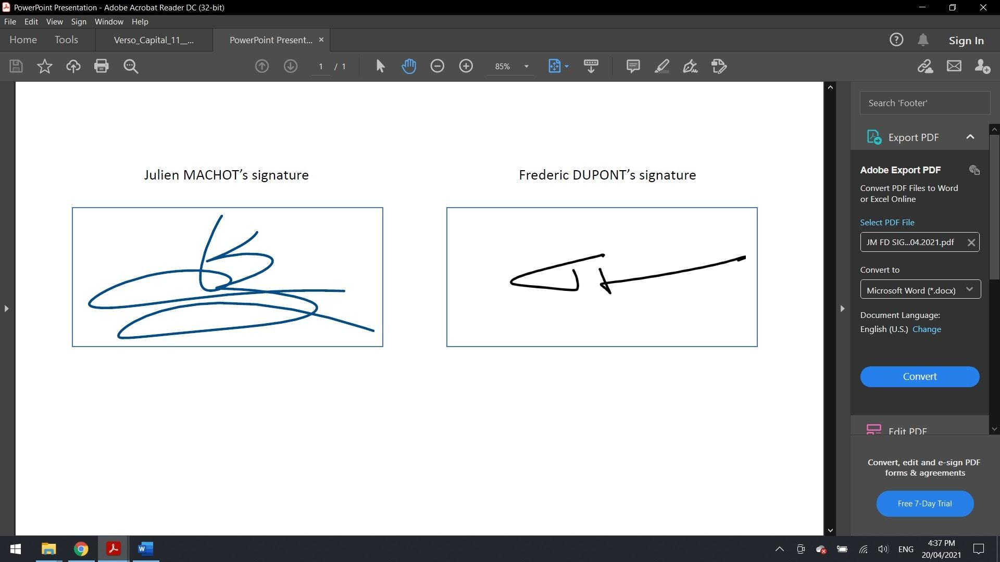 PowerPoint Presentation - Adobe Acrobat Reader DC (32-bit)
File Edit View Sign Window Help
Home Tools Verso_Capital_11__... PowerPoint Present... × Sign In
1 / 1 85%
Search 'Footer'
Export PDF
Adobe Export PDF
Convert PDF Files to Word
or Excel Online
Select PDF File
JM FD SIG...04.2021.pdf
Convert to
Microsoft Word (*.docx)
Document Language:
English (U.S.) Change
Convert
Edit PDF
Convert, edit and e-sign PDF
forms & agreements
Free 7-Day Trial
Julien MACHOT’s signature
Frederic DUPONT’s signature
ENG
4:37 PM
20/04/2021